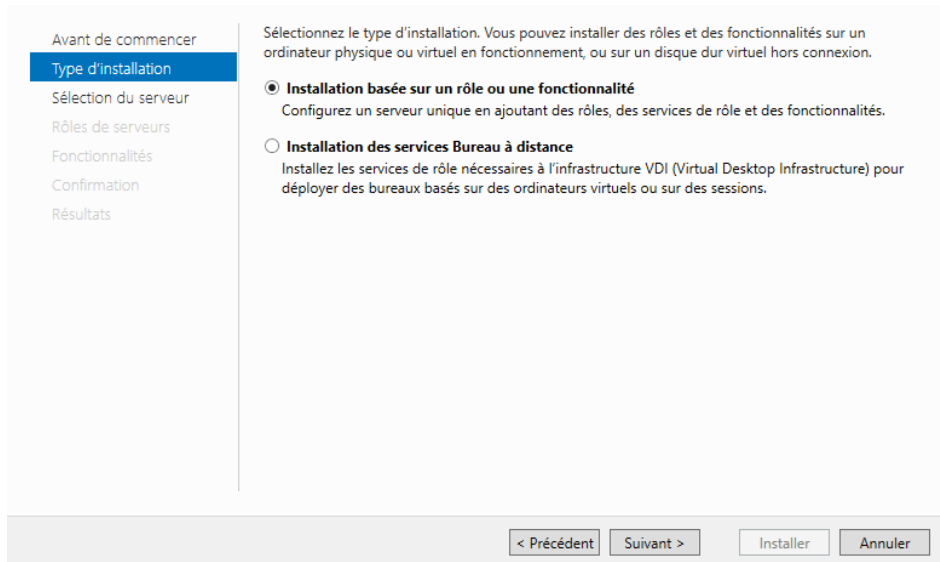 Avant de commencer
Type d'installation
Sélection du serveur
Rôles de serveurs
Fonctionnalités
Confirmation
Résultats
Sélectionnez le type d'installation. Vous pouvez installer des rôles et des fonctionnalités sur un
ordinateur physique ou virtuel en fonctionnement, ou sur un disque dur virtuel hors connexion.
Installation basée sur un rôle ou une fonctionnalité
Configurez un serveur unique en ajoutant des rôles, des services de rôle et des fonctionnalités.
Installation des services Bureau à distance
Installez les services de rôle nécessaires à l'infrastructure VDI (Virtual Desktop Infrastructure) pour
déployer des bureaux basés sur des ordinateurs virtuels ou sur des sessions.
< Précédent Suivant > Installer Annuler